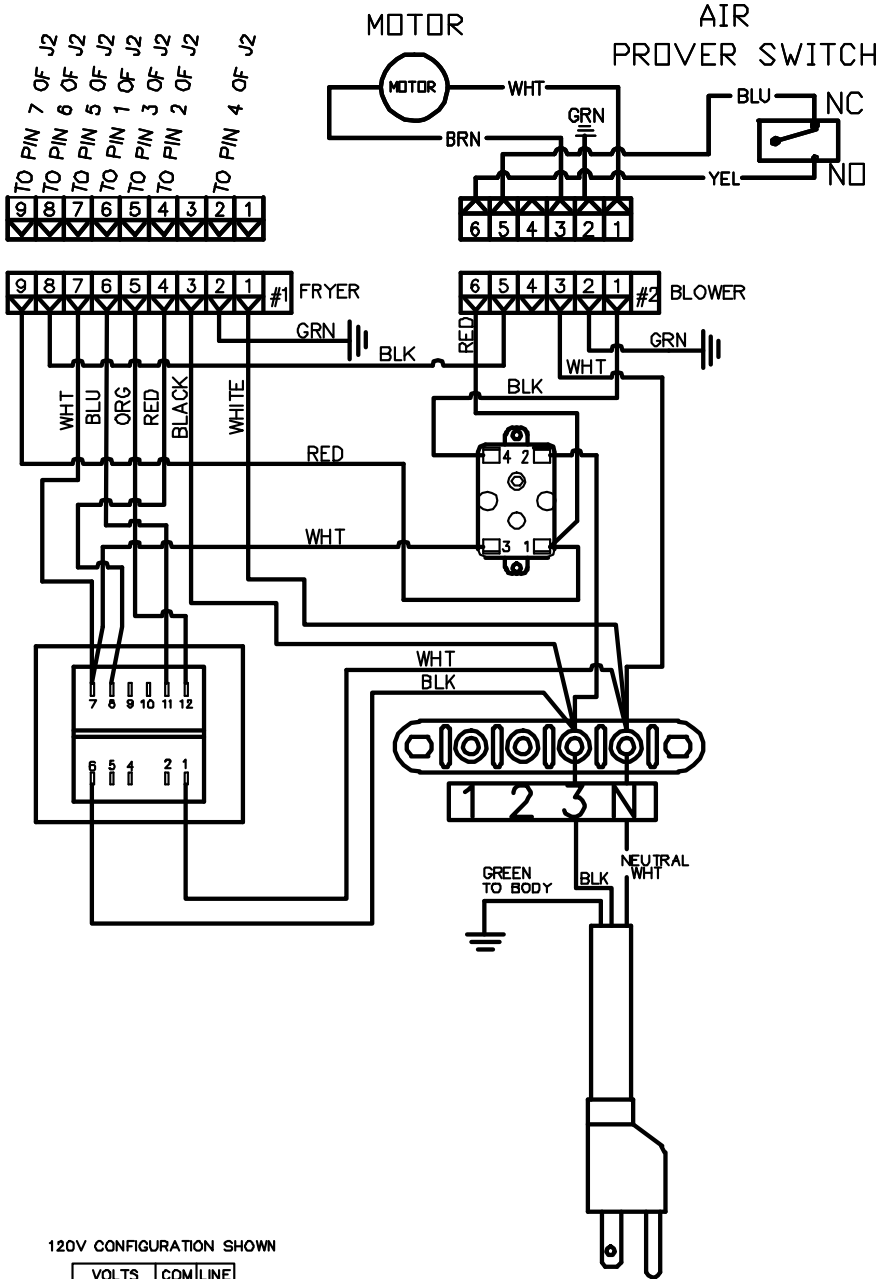 MOTOR
AIR
PROVER SWITCH
TO PIN 7 OF J2
TO PIN 6 OF J2
TO PIN 5 OF J2
TO PIN 1 OF J2
TO PIN 3 OF J2
TO PIN 2 OF J2
TO PIN 4 OF J2
MOTOR
WHT
BLU
NC
GRN
BRN
YEL
NO
9 8 7 6 5 4 3 2 1
6 5 4 3 2 1
9 8 7 6 5 4 3 2 1 #1 FRYER
6 5 4 3 2 1 #2 BLOWER
GRN
RED
GRN
BLK
WHT
WHT
BLU
ORG
RED
BLACK
WHITE
BLK
RED
4 2
WHT
3 1
WHT
BLK
7 8 9 10 11 12
6 5 4 2 1
1 2 3 N
NEUTRAL
WHT
GREEN
TO BODY
BLK
120V CONFIGURATION SHOWN
VOLTS COM LINE